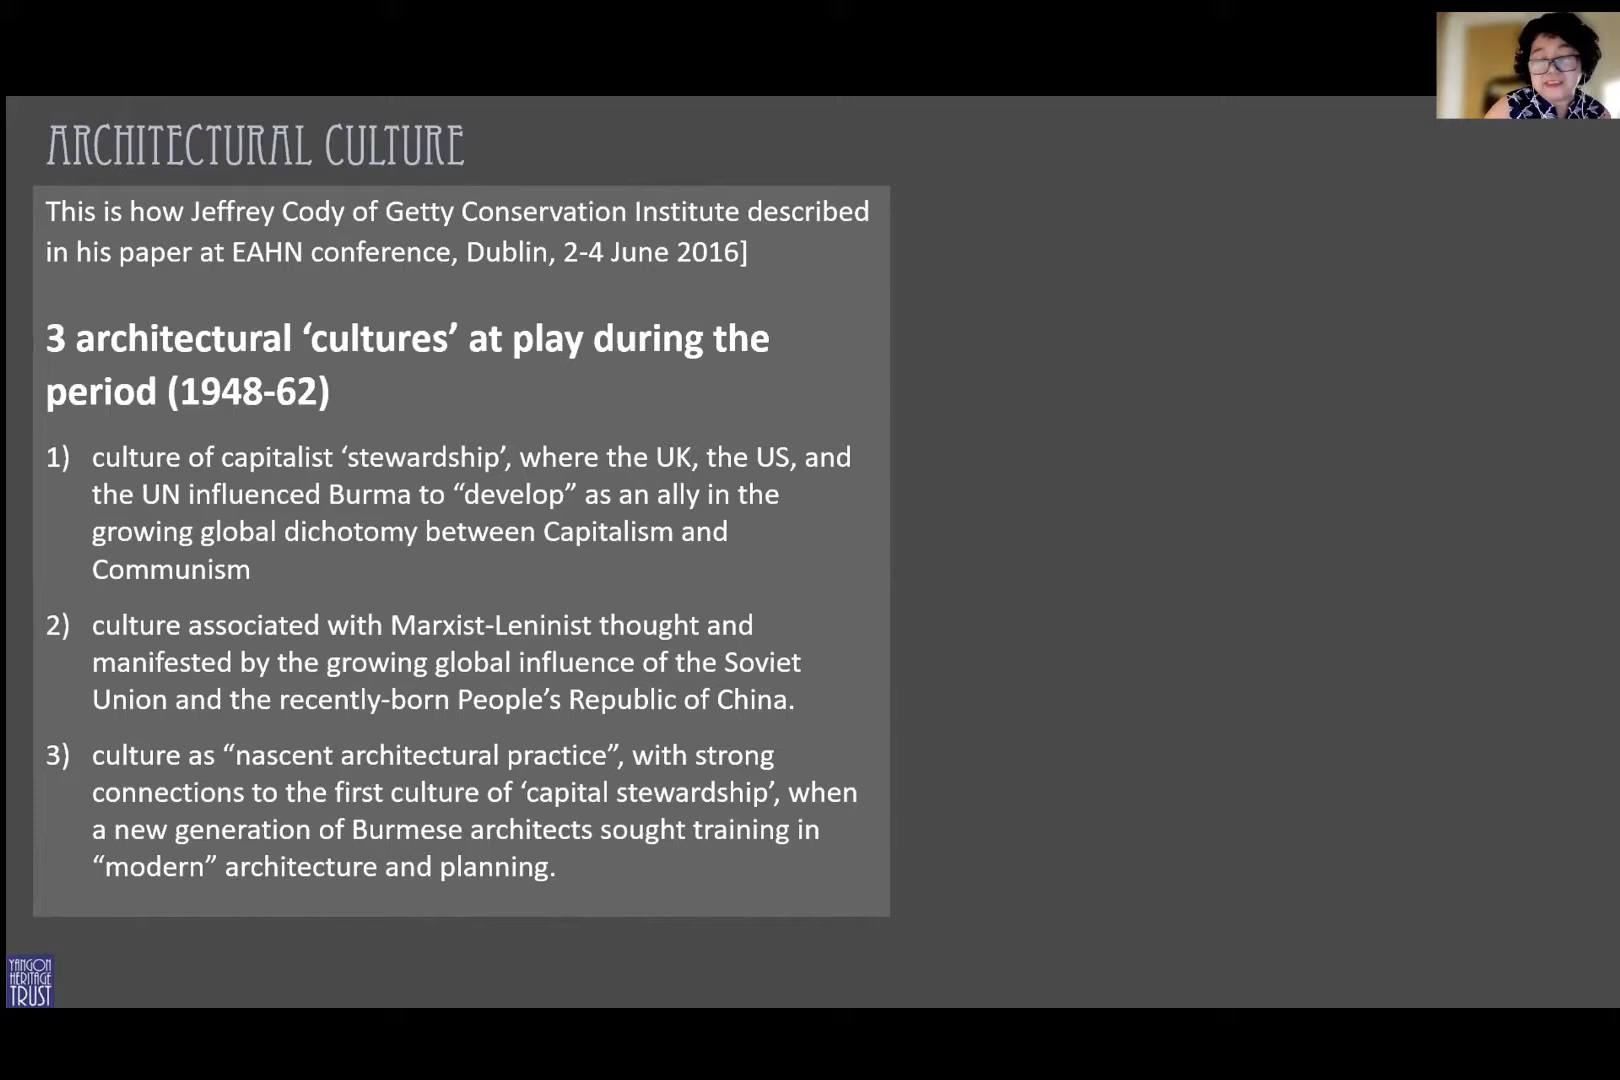 ARCHITECTURAL CULTURE
This is how Jeffrey Cody of Getty Conservation Institute described
in his paper at EAHN conference, Dublin, 2-4 June 2016]
3 architectural ‘cultures’ at play during the
period (1948-62)
1) culture of capitalist ‘stewardship’, where the UK, the US, and
the UN influenced Burma to “develop” as an ally in the
growing global dichotomy between Capitalism and
Communism
2) culture associated with Marxist-Leninist thought and
manifested by the growing global influence of the Soviet
Union and the recently-born People’s Republic of China.
3) culture as “nascent architectural practice”, with strong
connections to the first culture of ‘capital stewardship’, when
a new generation of Burmese architects sought training in
“modern” architecture and planning.
YANGON
HERITAGE
TRUST